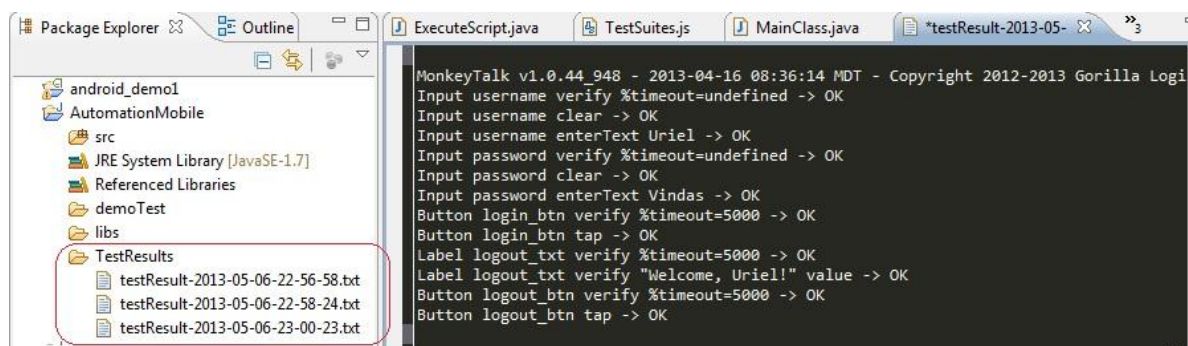 Package Explorer
Outline
android_demo1
AutomationMobile
src
JRE System Library [JavaSE-1.7]
Referenced Libraries
demoTest
libs
TestResults
testResult-2013-05-06-22-56-58.txt
testResult-2013-05-06-22-58-24.txt
testResult-2013-05-06-23-00-23.txt
ExecuteScript.java
TestSuites.js
MainClass.java
*testResult-2013-05-
»3
MonkeyTalk v1.0.44_948 - 2013-04-16 08:36:14 MDT - Copyright 2012-2013 Gorilla Logi
Input username verify %timeout=undefined -> OK
Input username clear -> OK
Input username enterText Uriel -> OK
Input password verify %timeout=undefined -> OK
Input password clear -> OK
Input password enterText Vindas -> OK
Button login_btn verify %timeout=5000 -> OK
Button login_btn tap -> OK
Label logout_txt verify %timeout=5000 -> OK
Label logout_txt verify "Welcome, Uriel!" value -> OK
Button logout_btn verify %timeout=5000 -> OK
Button logout_btn tap -> OK